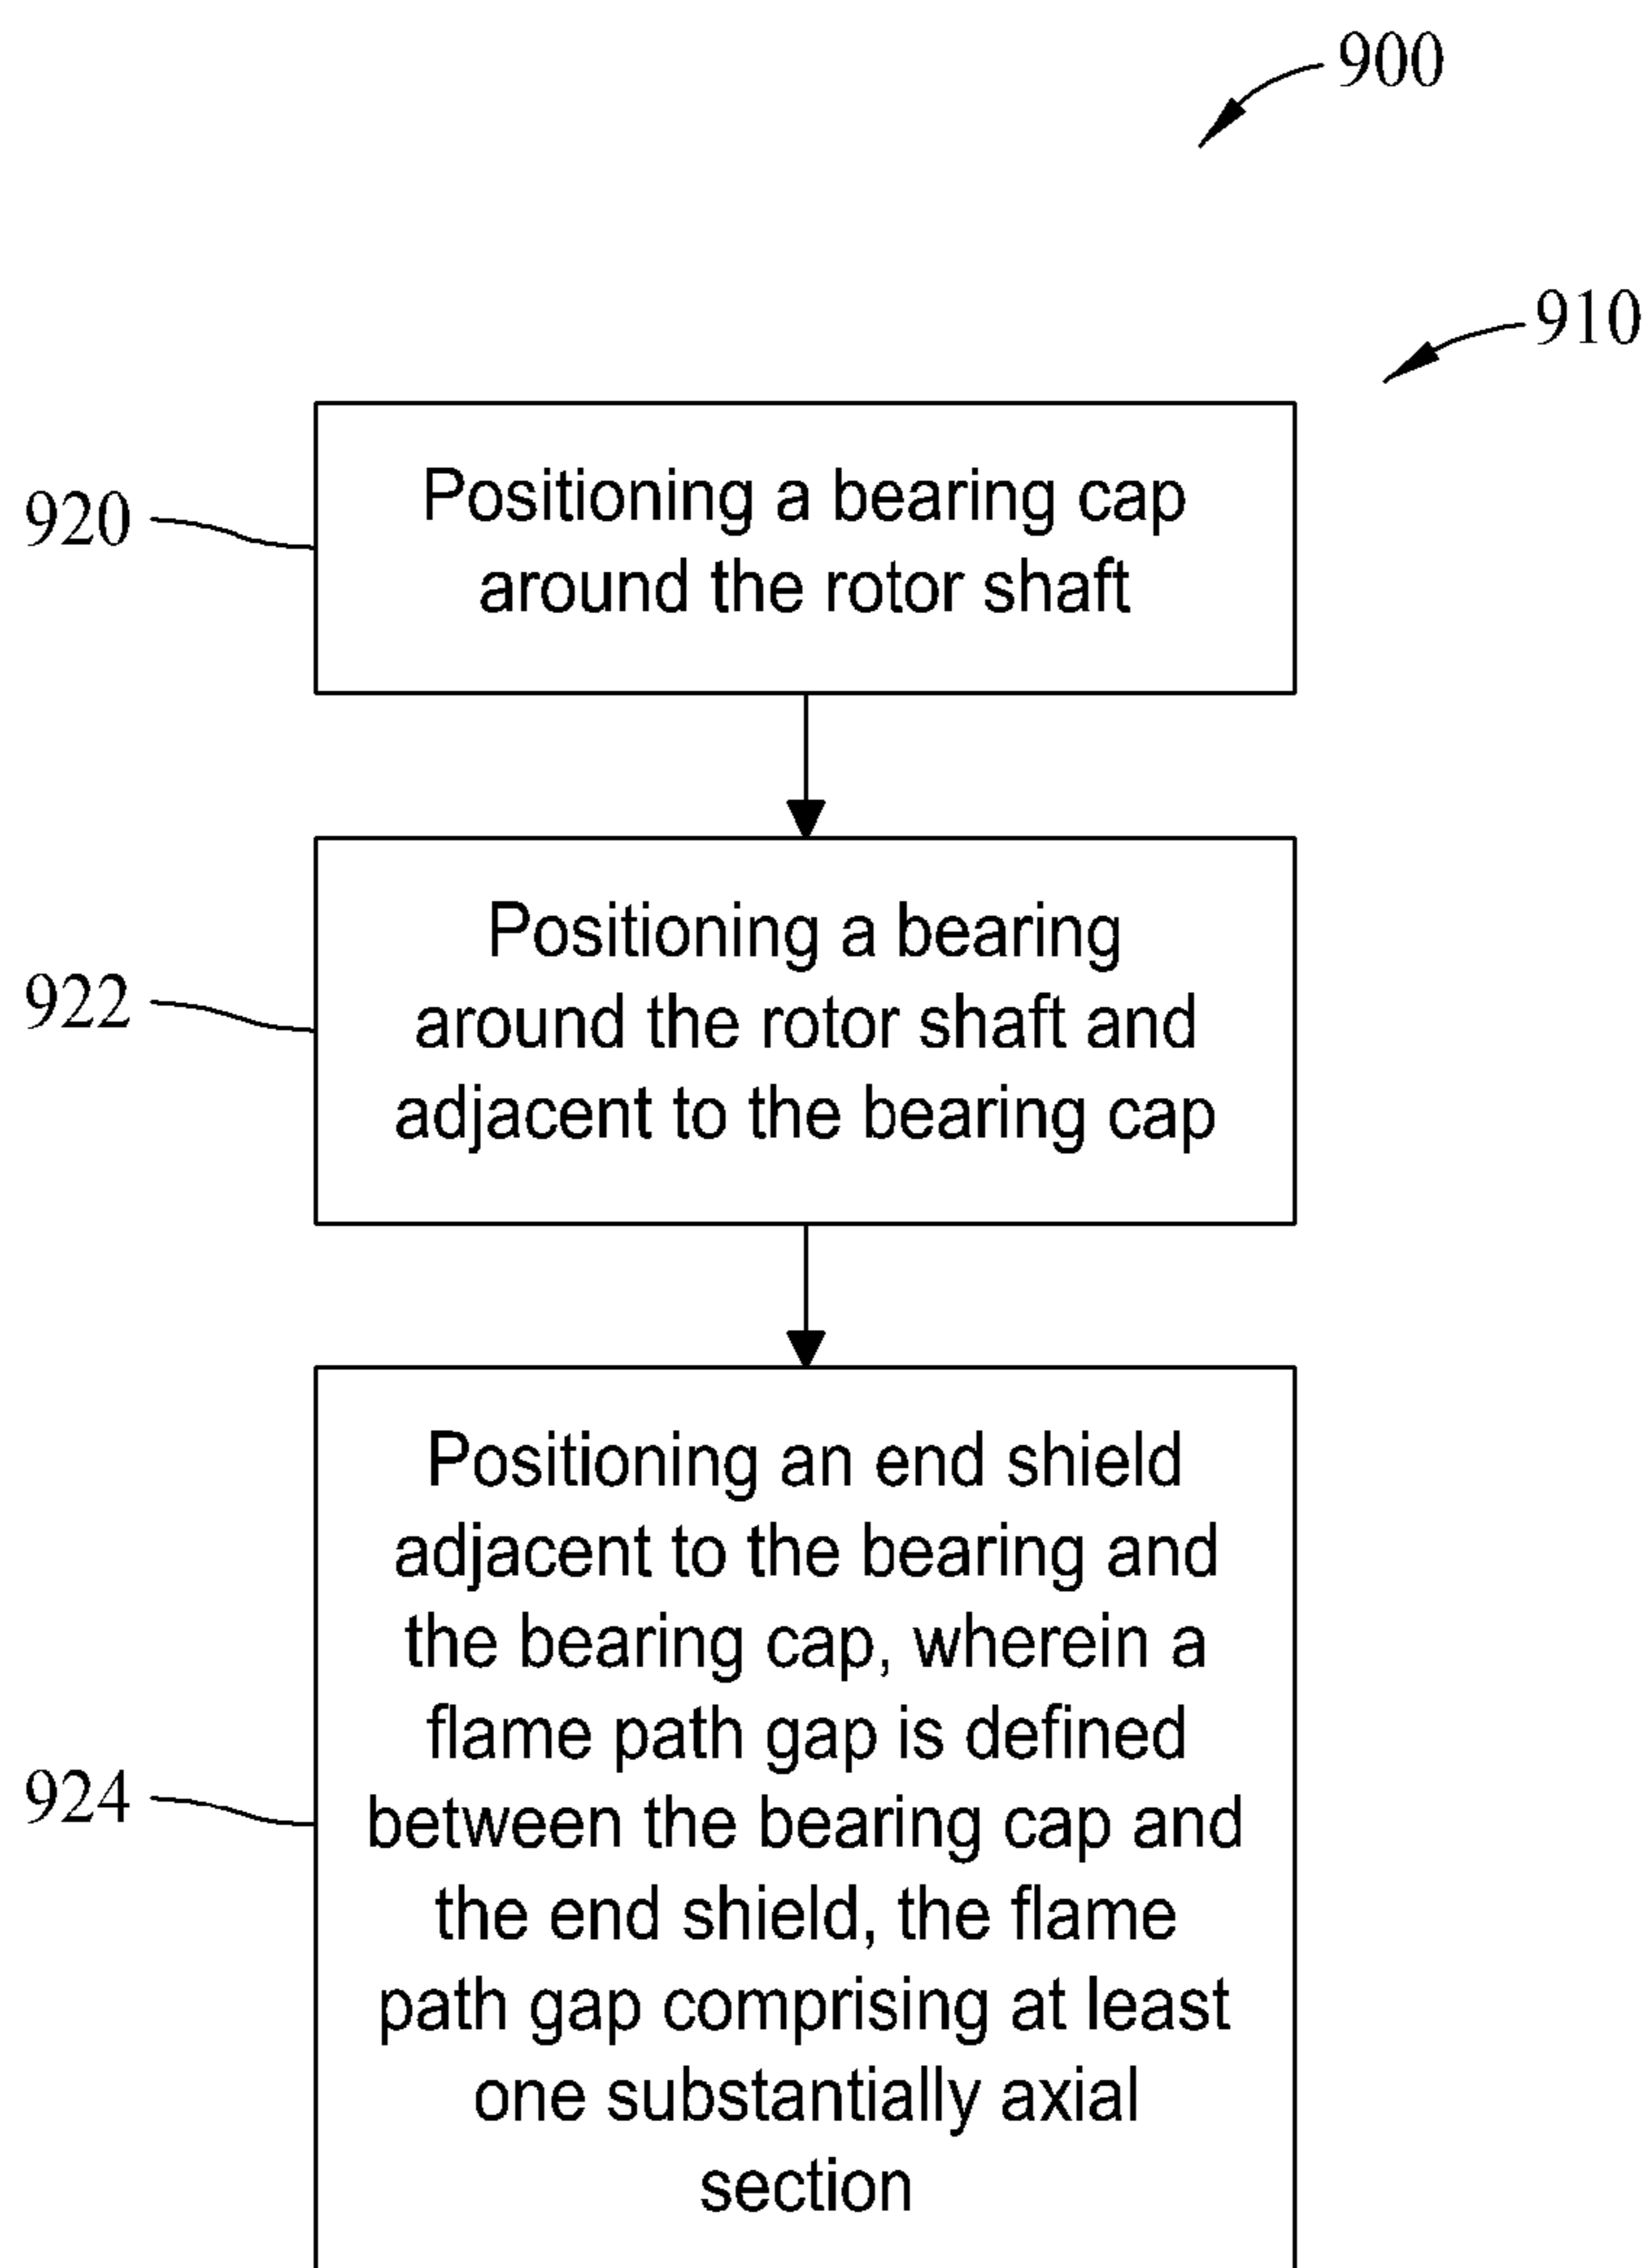 900
910
920
Positioning a bearing cap
around the rotor shaft
922
Positioning a bearing
around the rotor shaft and
adjacent to the bearing cap
924
Positioning an end shield
adjacent to the bearing and
the bearing cap, wherein a
flame path gap is defined
between the bearing cap and
the end shield, the flame
path gap comprising at least
one substantially axial
section